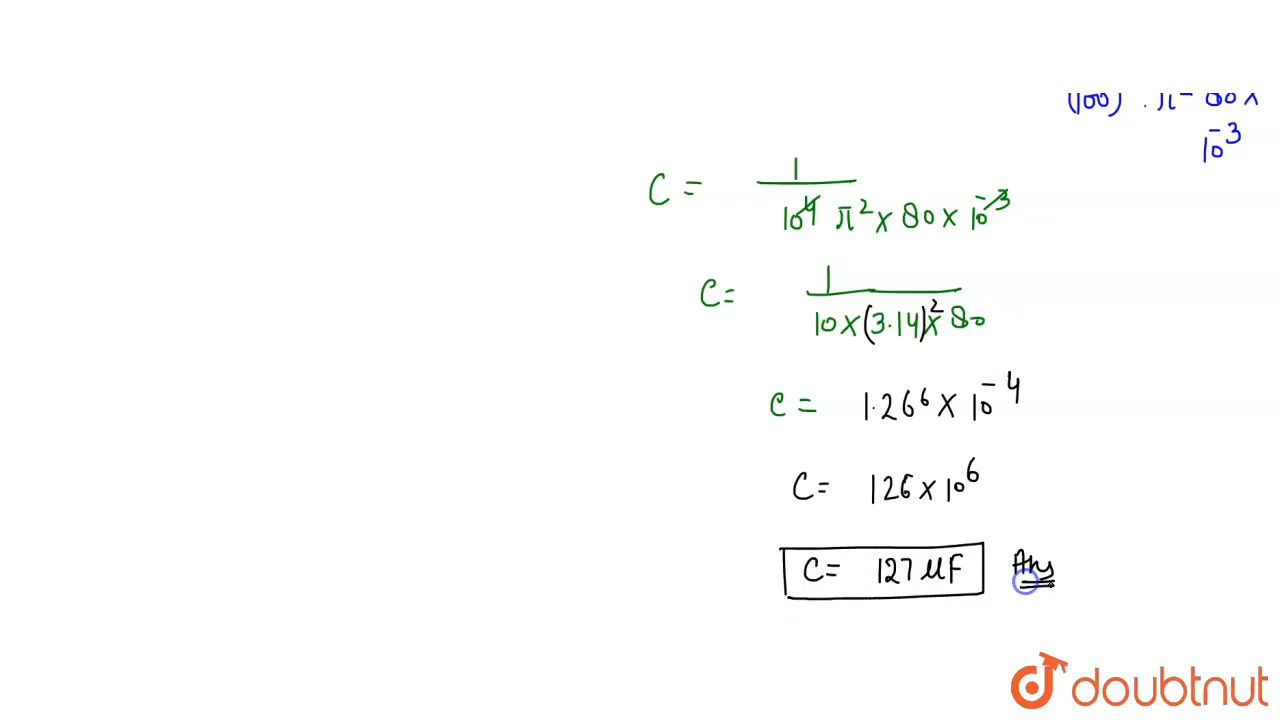 (100) . π 80 ×
10⁻³
C = 1 / 10⁴ π² × 80 × 10⁻³
C = 1 / 10 × (3.14)² × 80
C = 1.266 × 10⁻⁴
C = 126 × 10⁶
C = 127 μF Ans
doubtnut